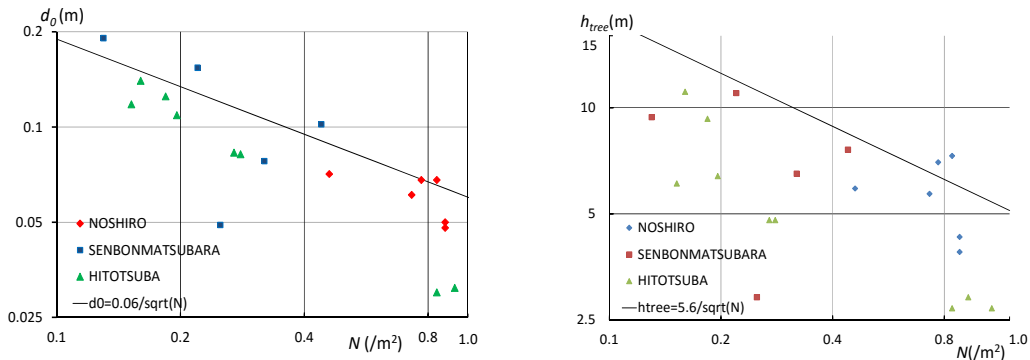 d₀ (m)
0.2
0.1
0.05
0.025
NOSHIRO
SENBONMATSUBARA
HITOTSUBA
d0=0.06/sqrt(N)
0.1 0.2 0.4 0.8 1.0
N (/m²)
h_tree (m)
15
10
5
2.5
NOSHIRO
SENBONMATSUBARA
HITOTSUBA
htree=5.6/sqrt(N)
0.1 0.2 0.4 0.8 1.0
N(/m²)